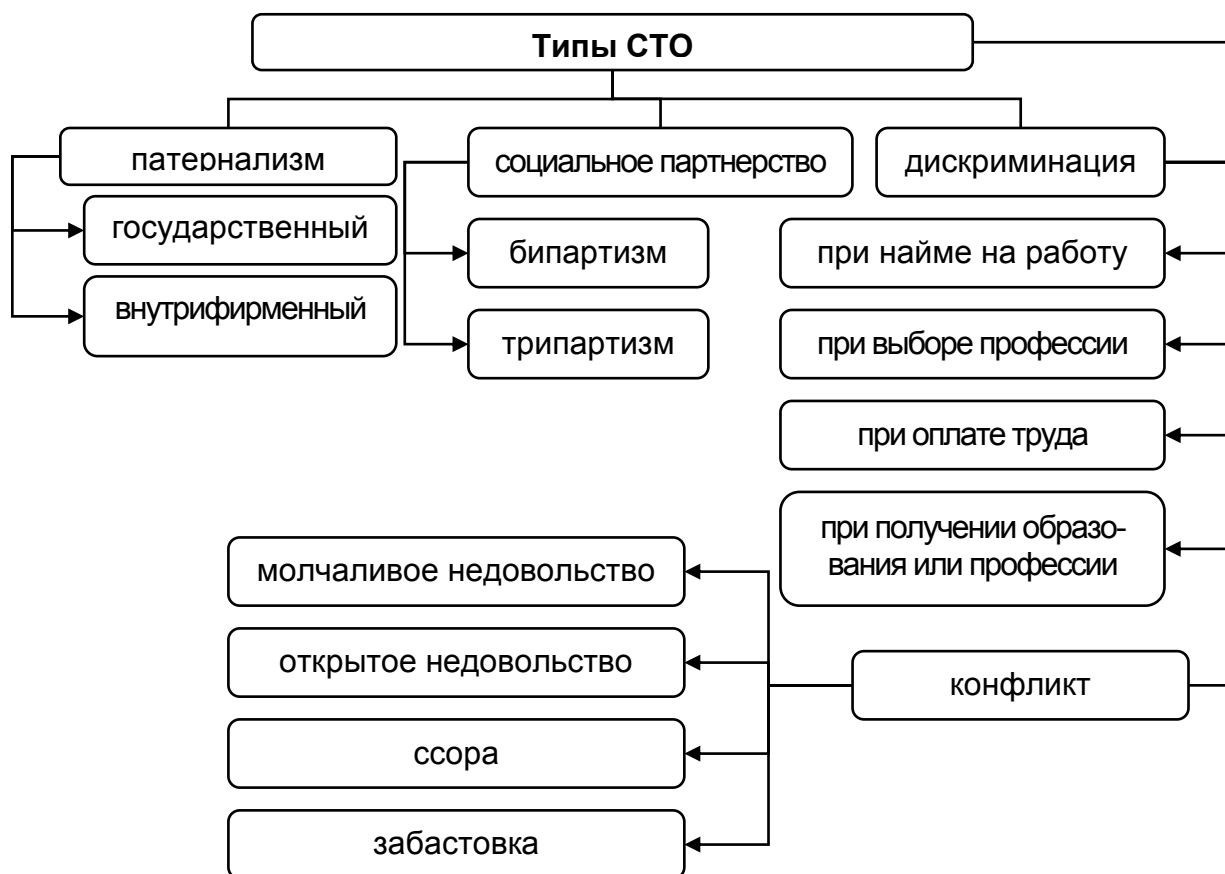 Типы СТО
патернализм
социальное партнерство
дискриминация
государственный
бипартизм
при найме на работу
внутрифирменный
трипартизм
при выборе профессии
при оплате труда
при получении образо-
вания или профессии
молчаливое недовольство
открытое недовольство
конфликт
ссора
забастовка